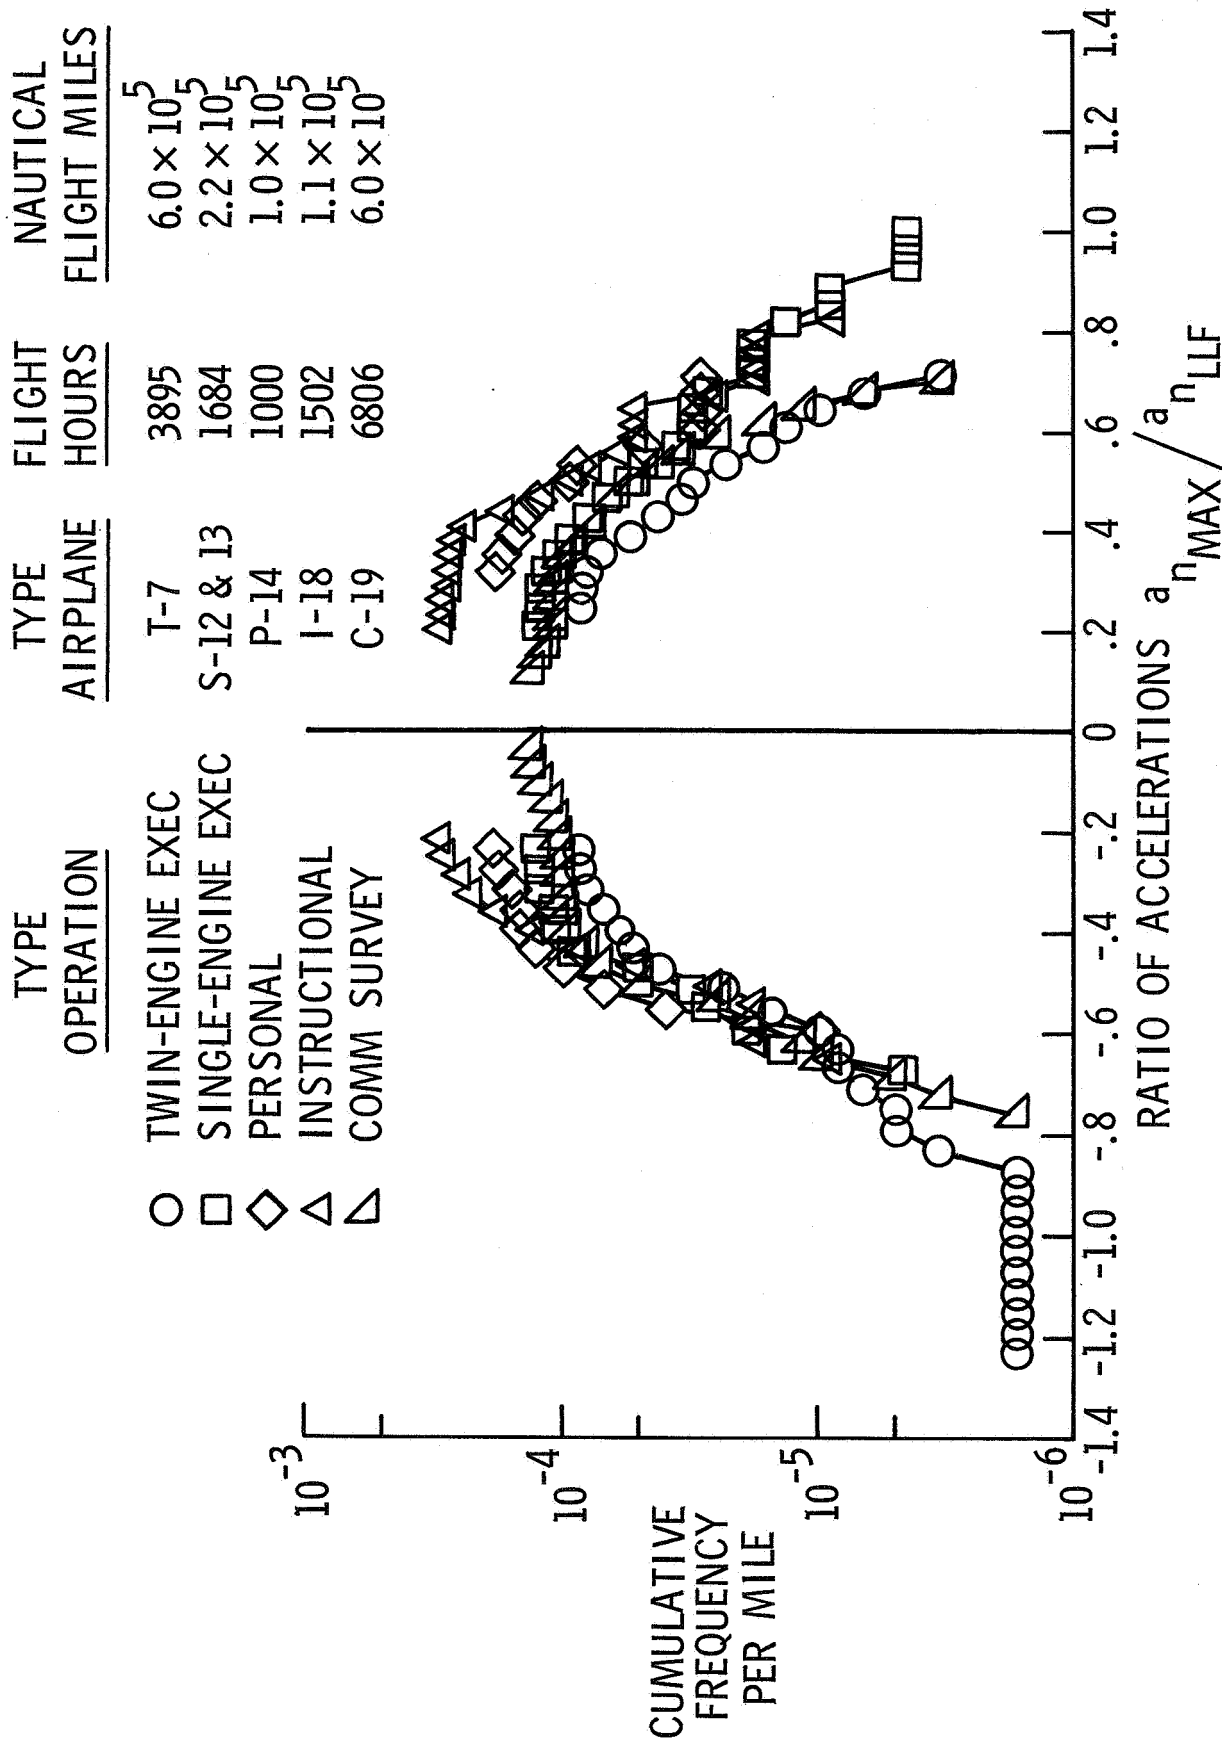 TYPE OPERATION TYPE AIRPLANE FLIGHT HOURS NAUTICAL FLIGHT MILES
TWIN-ENGINE EXEC T-7 3895 6.0 × 10^5
SINGLE-ENGINE EXEC S-12 & 13 1684 2.2 × 10^5
PERSONAL P-14 1000 1.0 × 10^5
INSTRUCTIONAL I-18 1502 1.1 × 10^5
COMM SURVEY C-19 6806 6.0 × 10^5
10^-3
10^-4
10^-5
10^-6
CUMULATIVE
FREQUENCY
PER MILE
-1.4 -1.2 -1.0 -.8 -.6 -.4 -.2 0 .2 .4 .6 .8 1.0 1.2 1.4
RATIO OF ACCELERATIONS a_nMAX / a_nLLF